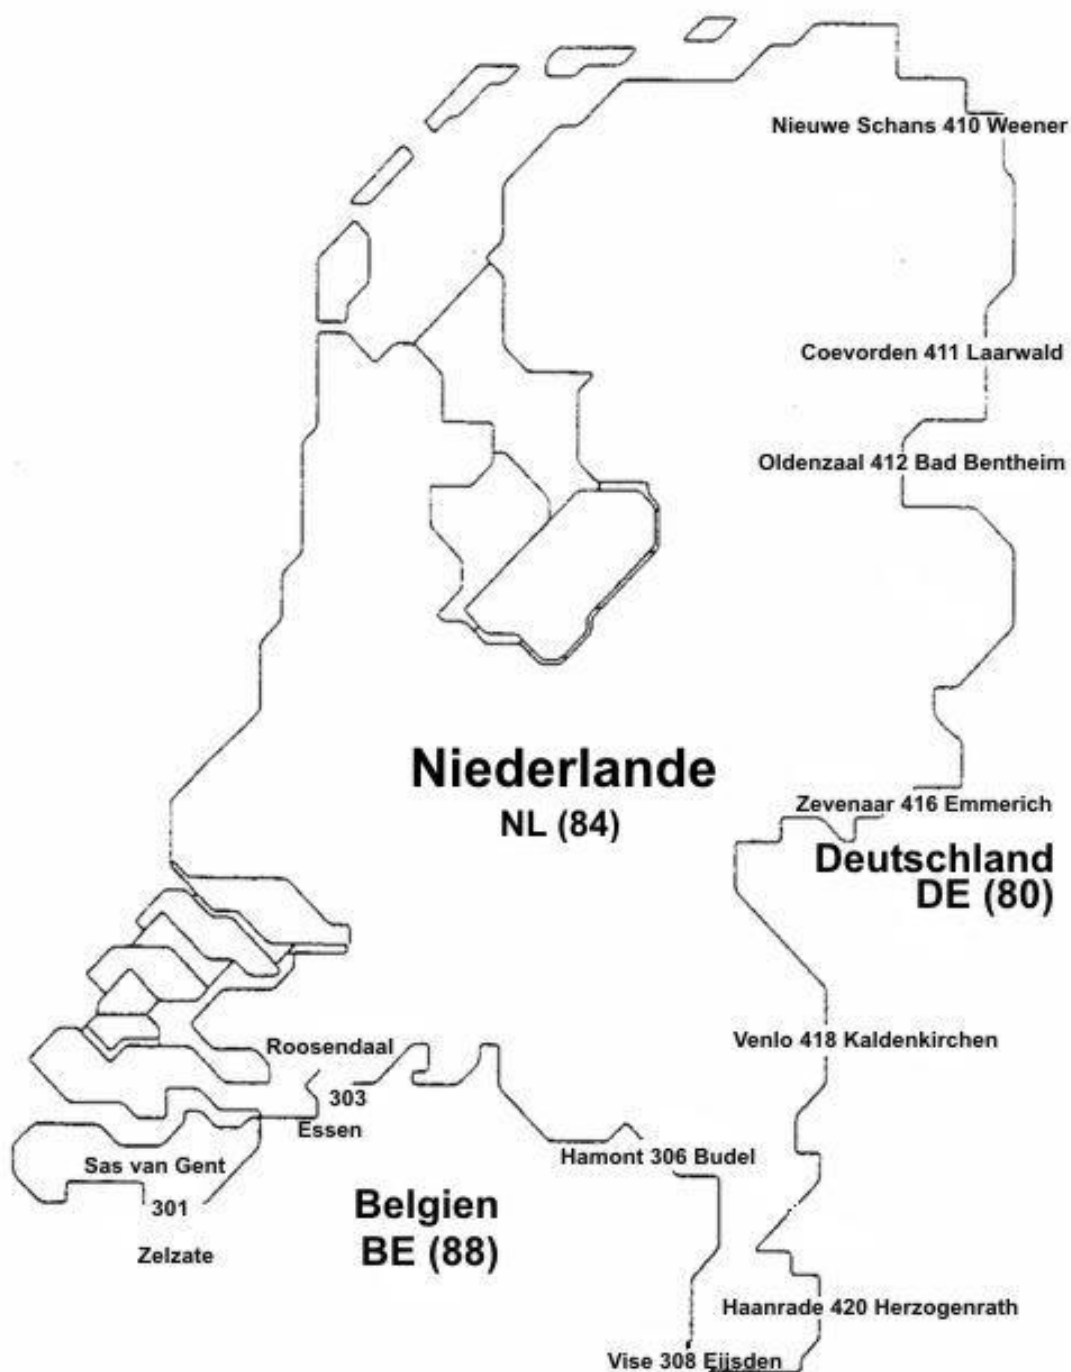 Nieuwe Schans 410 Weener
Coevorden 411 Laarwald
Oldenzaal 412 Bad Bentheim
Niederlande
NL (84)
Zevenaar 416 Emmerich
Deutschland
DE (80)
Venlo 418 Kaldenkirchen
Roosendaal
303
Essen
Hamont 306 Budel
Sas van Gent
301
Zelzate
Belgien
BE (88)
Haanrade 420 Herzogenrath
Vise 308 Eijsden